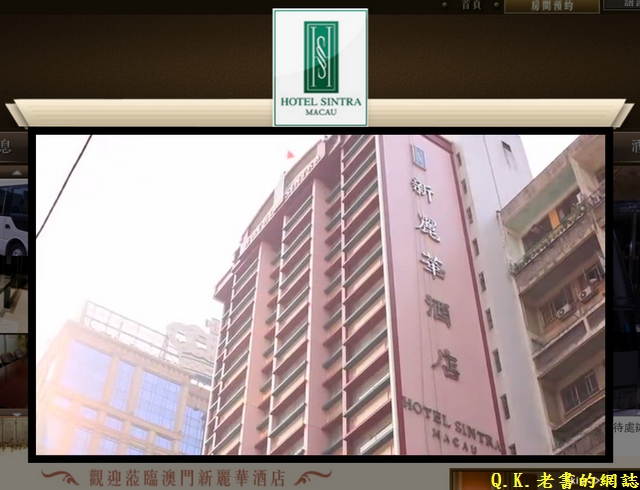 首頁
房間預約
HOTEL SINTRA
MACAU
息
新麗華酒店
HOTEL SINTRA
MACAU
觀迎蒞臨澳門新麗華酒店
Q.K.老書的網誌